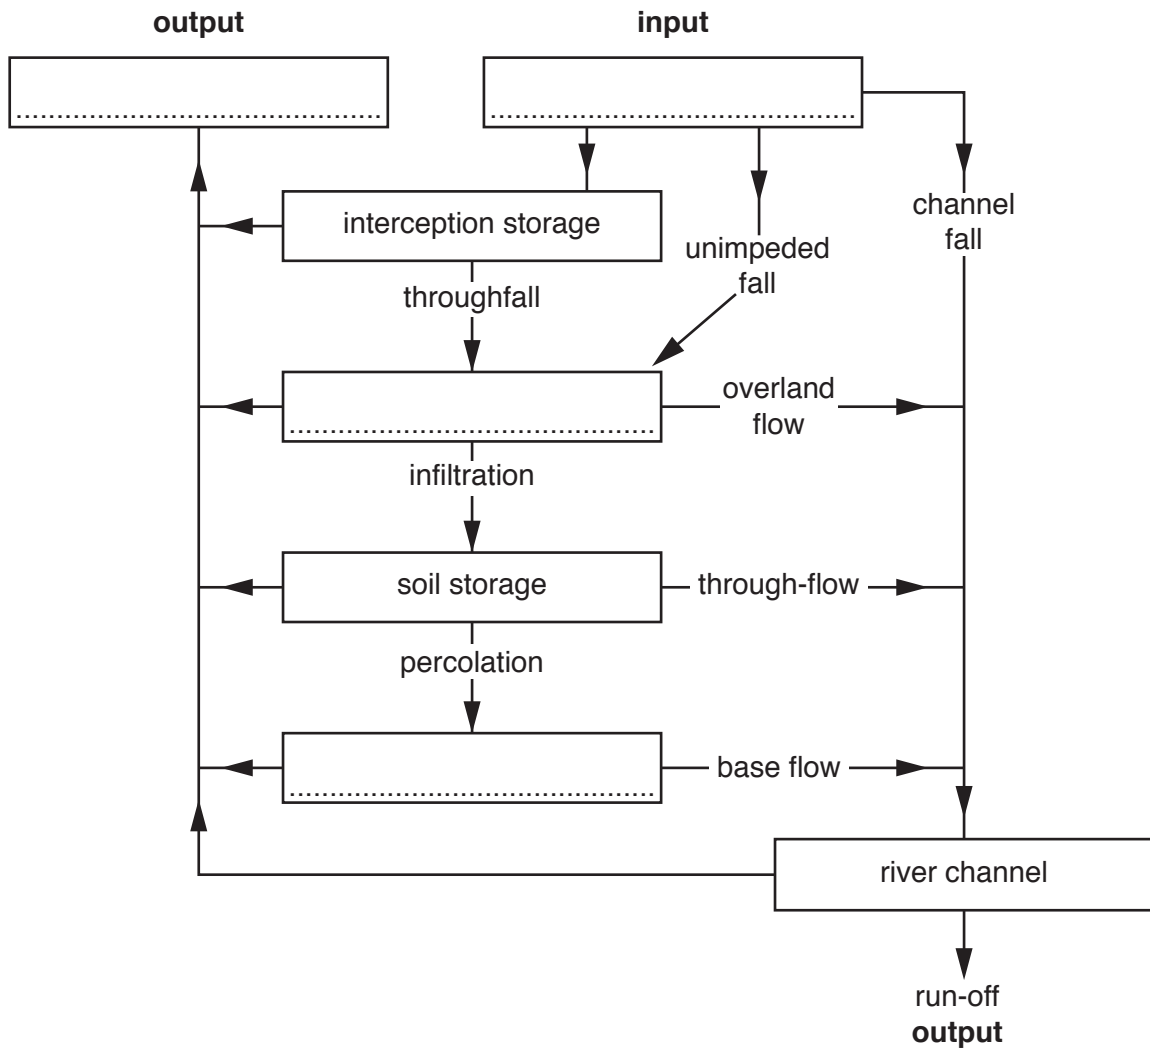 output
input
interception storage
channel
fall
unimpeded
fall
throughfall
overland
flow
infiltration
soil storage
through-flow
percolation
base flow
river channel
run-off
output